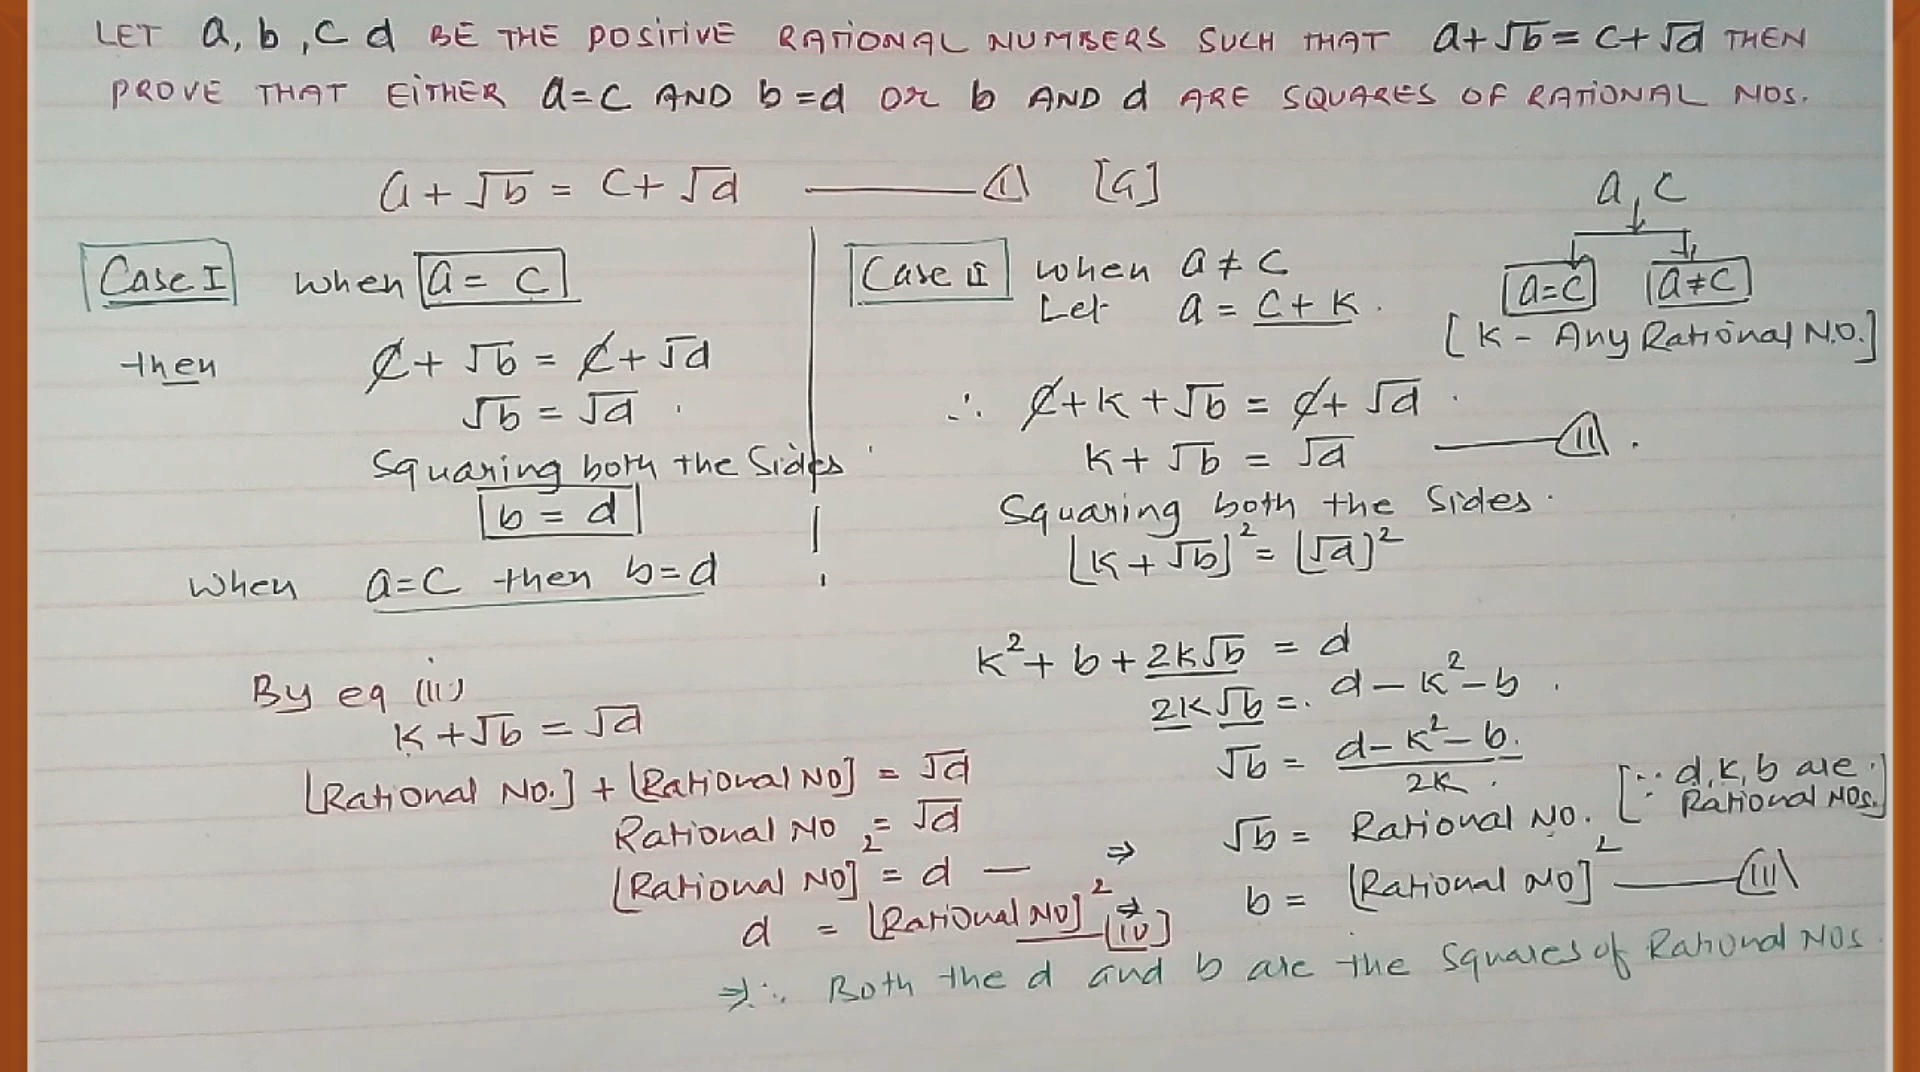 LET a, b, c d BE THE POSITIVE RATIONAL NUMBERS SUCH THAT a+√b = c+√d THEN
PROVE THAT EITHER a=c AND b=d OR b AND d ARE SQUARES OF RATIONAL NOS.
a + √b = c + √d — (I) [G]
Case I when a = c
then c + √b = c + √d
√b = √d .
Squaring both the Sides
b = d
when a=c then b=d
Case II when a ≠ c
Let a = c + K .
a, c
a=c a≠c
[ K - Any Rational N.O.]
∴ c + K + √b = c + √d .
K + √b = √d — (II) .
Squaring both the Sides .
[K + √b]² = [√d]²
K² + b + 2K√b = d
2K√b = . d - K² - b .
√b = d - K² - b. / 2K .
[∵ d, K, b are
Rational NOs.]
√b = Rational NO.
⇒ b = [Rational NO]² — (III)
By eq (ii)
K + √b = √d
[Rational No.] + [Rational NO] = √d
Rational NO = √d
[Rational NO]² = d —
d = [Rational NO]² ⇒ [IV]
⇒ ∴ Both the d and b are the squares of Rational NOS.